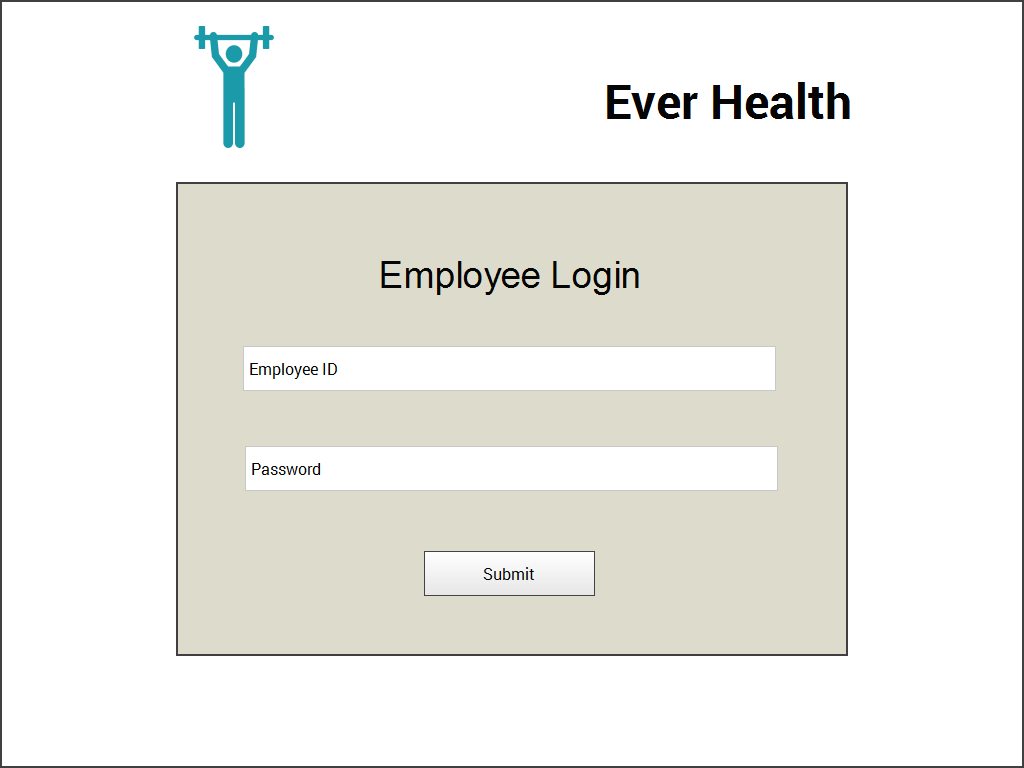 Ever Health
Employee Login
Employee ID
Password
Submit